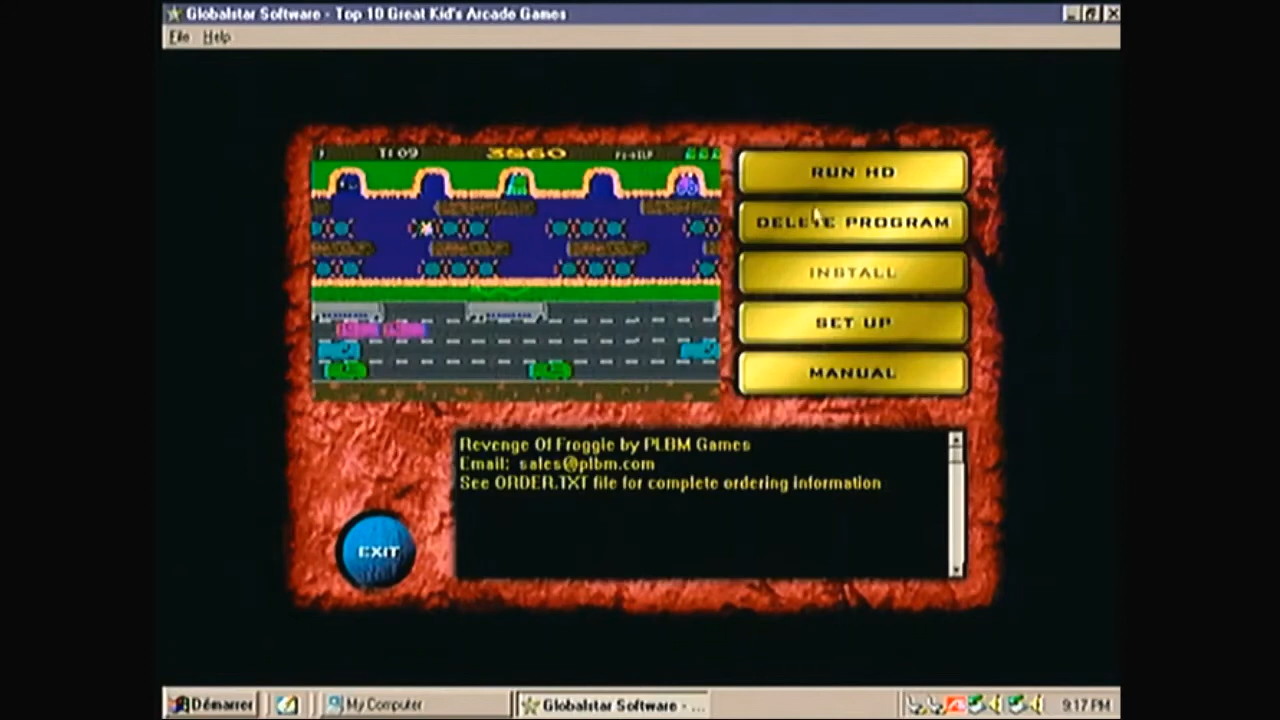 Globalstar Software - Top 10 Great Kid's Arcade Games
File Help
3860
RUN HD
DELETE PROGRAM
INSTALL
SET UP
MANUAL
Revenge Of Froggie by PLBM Games
Email: sales@plbm.com
See ORDER.TXT file for complete ordering information
EXIT
Démarrer
My Computer
Globalstar Software - ...
9:17 PM